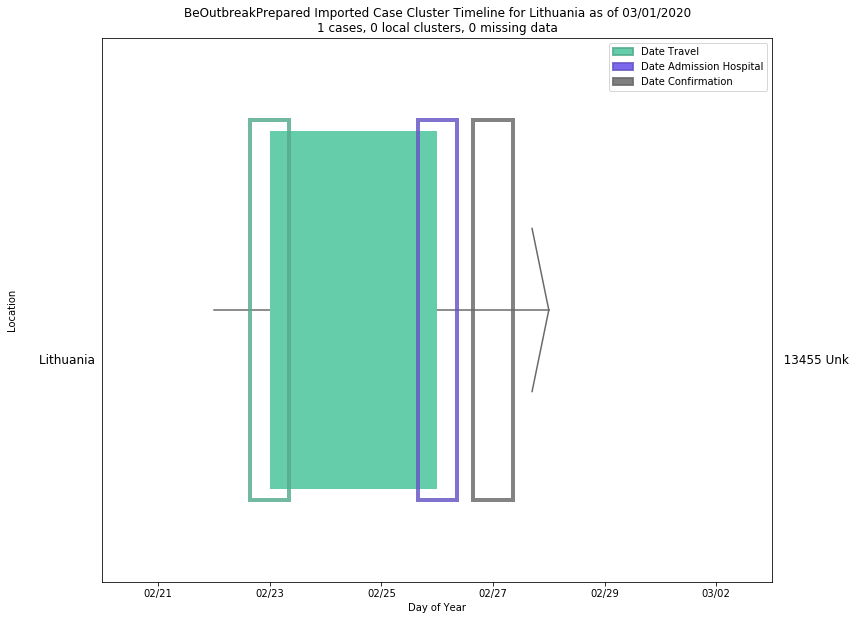 BeOutbreakPrepared Imported Case Cluster Timeline for Lithuania as of 03/01/2020
1 cases, 0 local clusters, 0 missing data
Date Travel
Date Admission Hospital
Date Confirmation
Location
Lithuania
13455 Unk
02/21
02/23
02/25
02/27
02/29
03/02
Day of Year